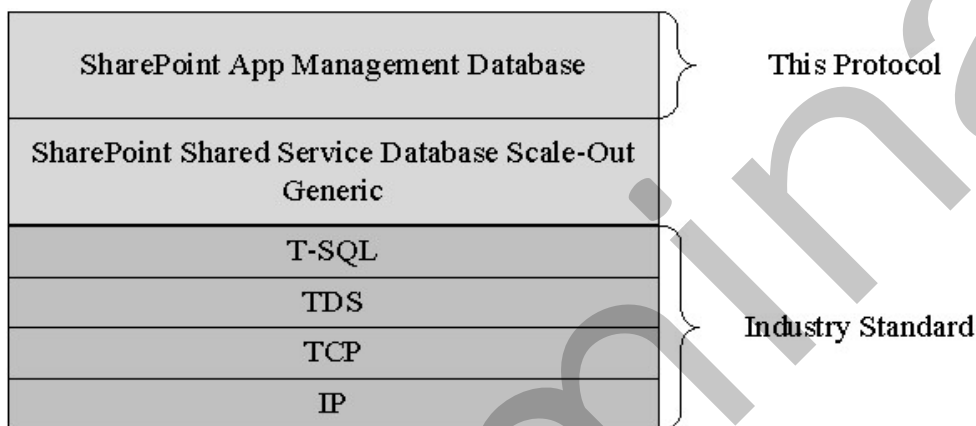 SharePoint App Management Database
This Protocol
SharePoint Shared Service Database Scale-Out
Generic
T-SQL
TDS
TCP
IP
Industry Standard